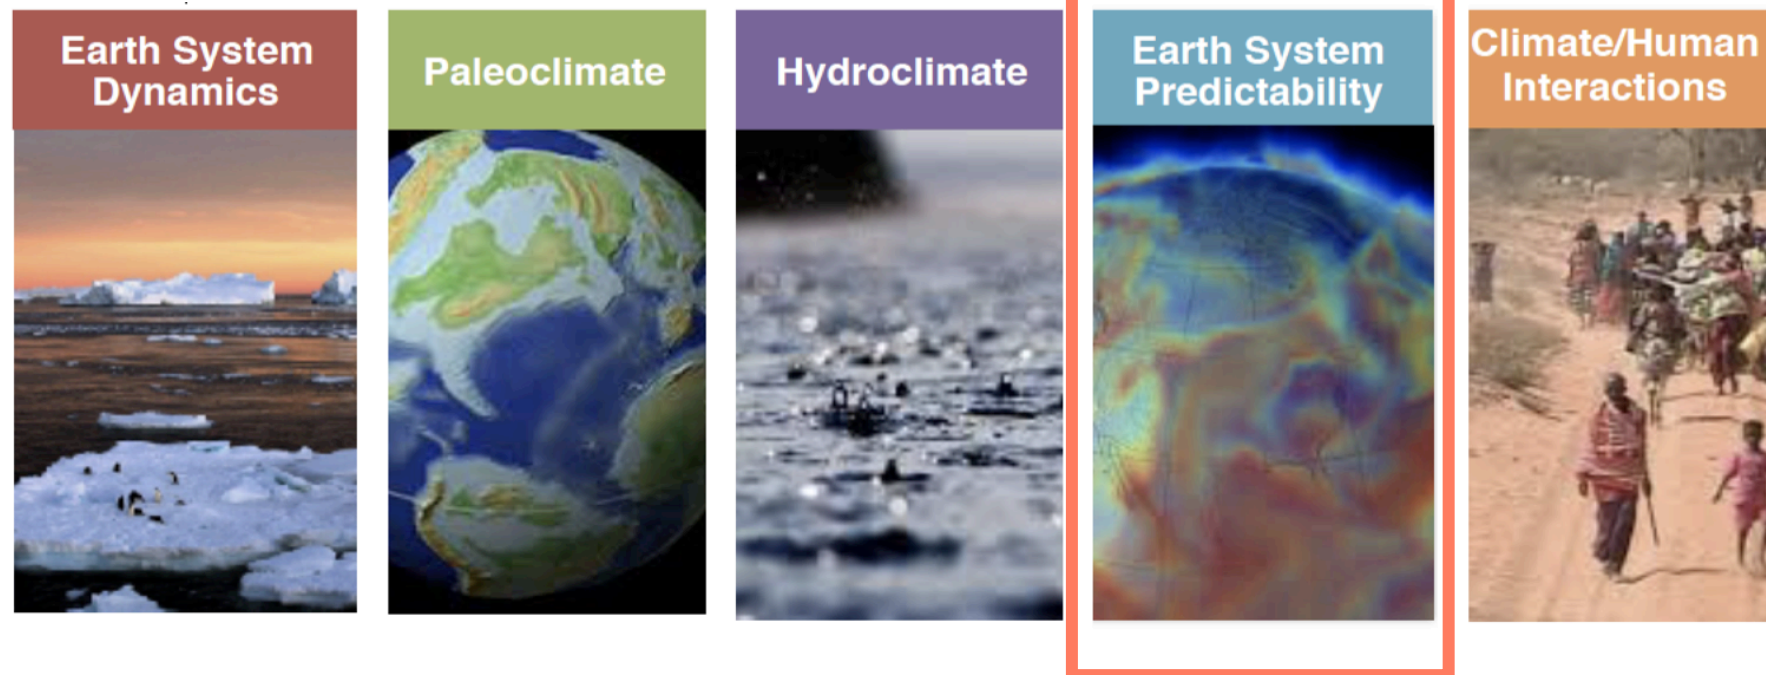 Earth System
Dynamics
Paleoclimate
Hydroclimate
Earth System
Predictability
Climate/Human
Interactions